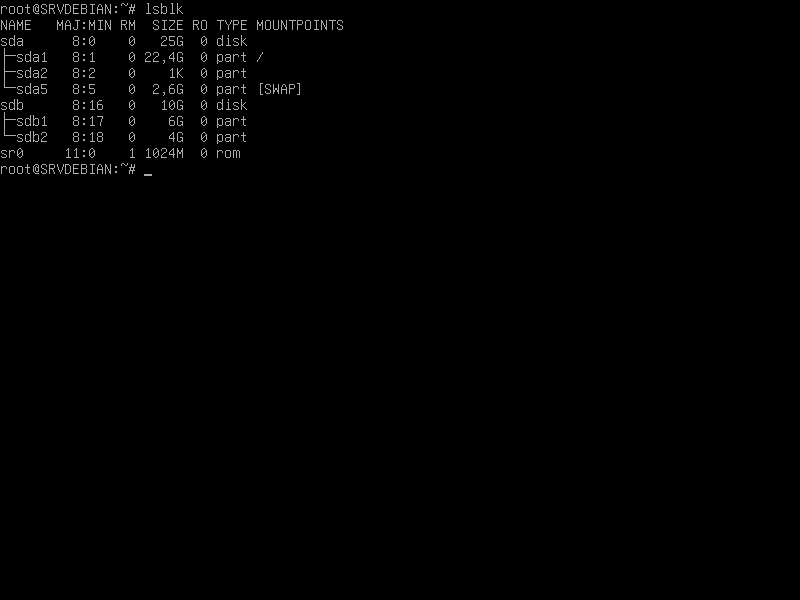 root@SRVDEBIAN:~# lsblk
NAME   MAJ:MIN RM  SIZE RO TYPE MOUNTPOINTS
sda      8:0    0   25G  0 disk
├─sda1   8:1    0 22,4G  0 part /
├─sda2   8:2    0    1K  0 part
└─sda5   8:5    0  2,6G  0 part [SWAP]
sdb      8:16   0   10G  0 disk
├─sdb1   8:17   0    6G  0 part
└─sdb2   8:18   0    4G  0 part
sr0     11:0    1 1024M  0 rom
root@SRVDEBIAN:~# _